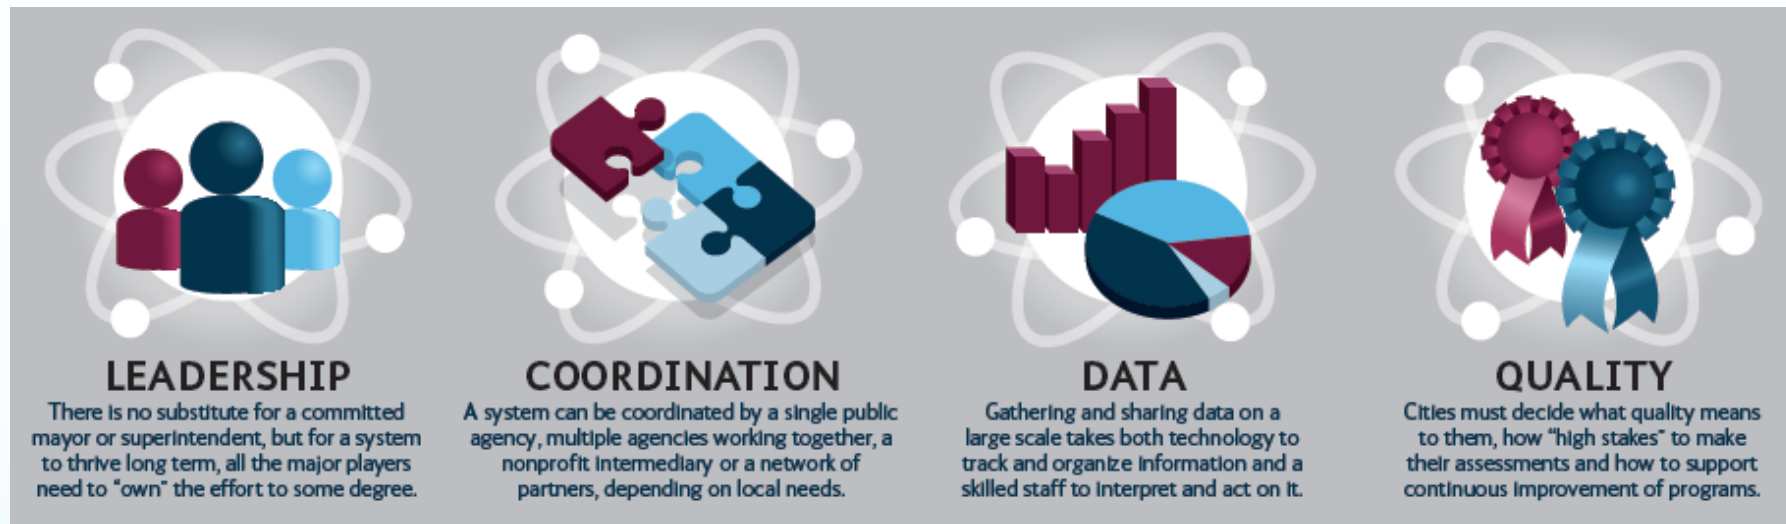 LEADERSHIP
There is no substitute for a committed
mayor or superintendent, but for a system
to thrive long term, all the major players
need to "own" the effort to some degree.
COORDINATION
A system can be coordinated by a single public
agency, multiple agencies working together, a
nonprofit intermediary or a network of
partners, depending on local needs.
DATA
Gathering and sharing data on a
large scale takes both technology to
track and organize information and a
skilled staff to interpret and act on it.
QUALITY
Cities must decide what quality means
to them, how "high stakes" to make
their assessments and how to support
continuous improvement of programs.